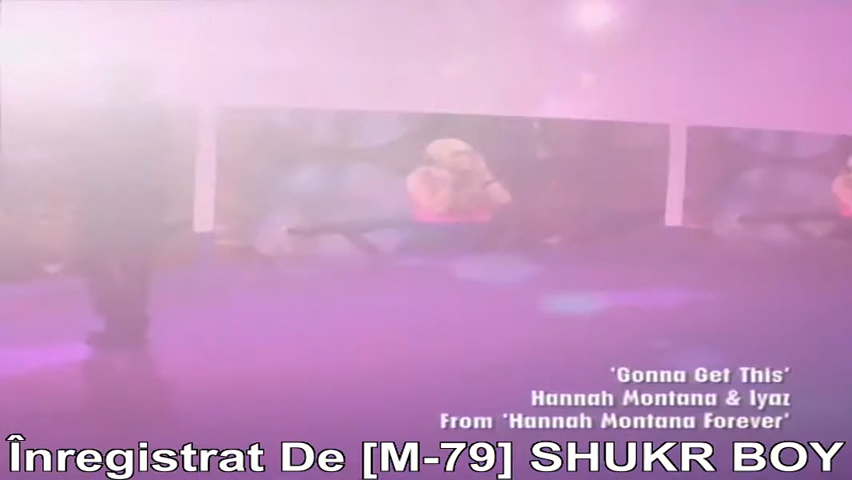 'Gonna Get This'
Hannah Montana & Iyaz
From 'Hannah Montana Forever'
Înregistrat De [M-79] SHUKR BOY